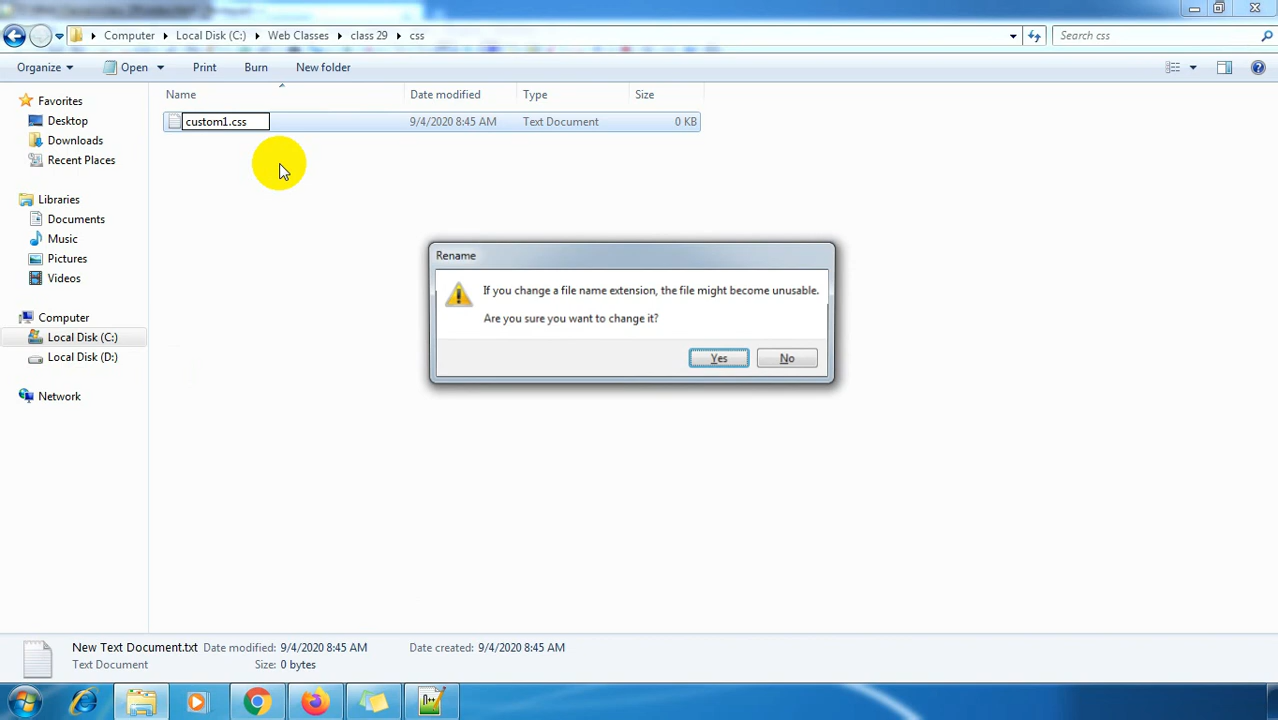 Computer Local Disk (C:) Web Classes class 29 css Search css
Organize Open Print Burn New folder
Name Date modified Type Size
custom1.css 9/4/2020 8:45 AM Text Document 0 KB
Favorites
Desktop
Downloads
Recent Places
Libraries
Documents
Music
Pictures
Videos
Computer
Local Disk (C:)
Local Disk (D:)
Network
Rename
If you change a file name extension, the file might become unusable.
Are you sure you want to change it?
Yes No
New Text Document.txt Date modified: 9/4/2020 8:45 AM Date created: 9/4/2020 8:45 AM
Text Document Size: 0 bytes